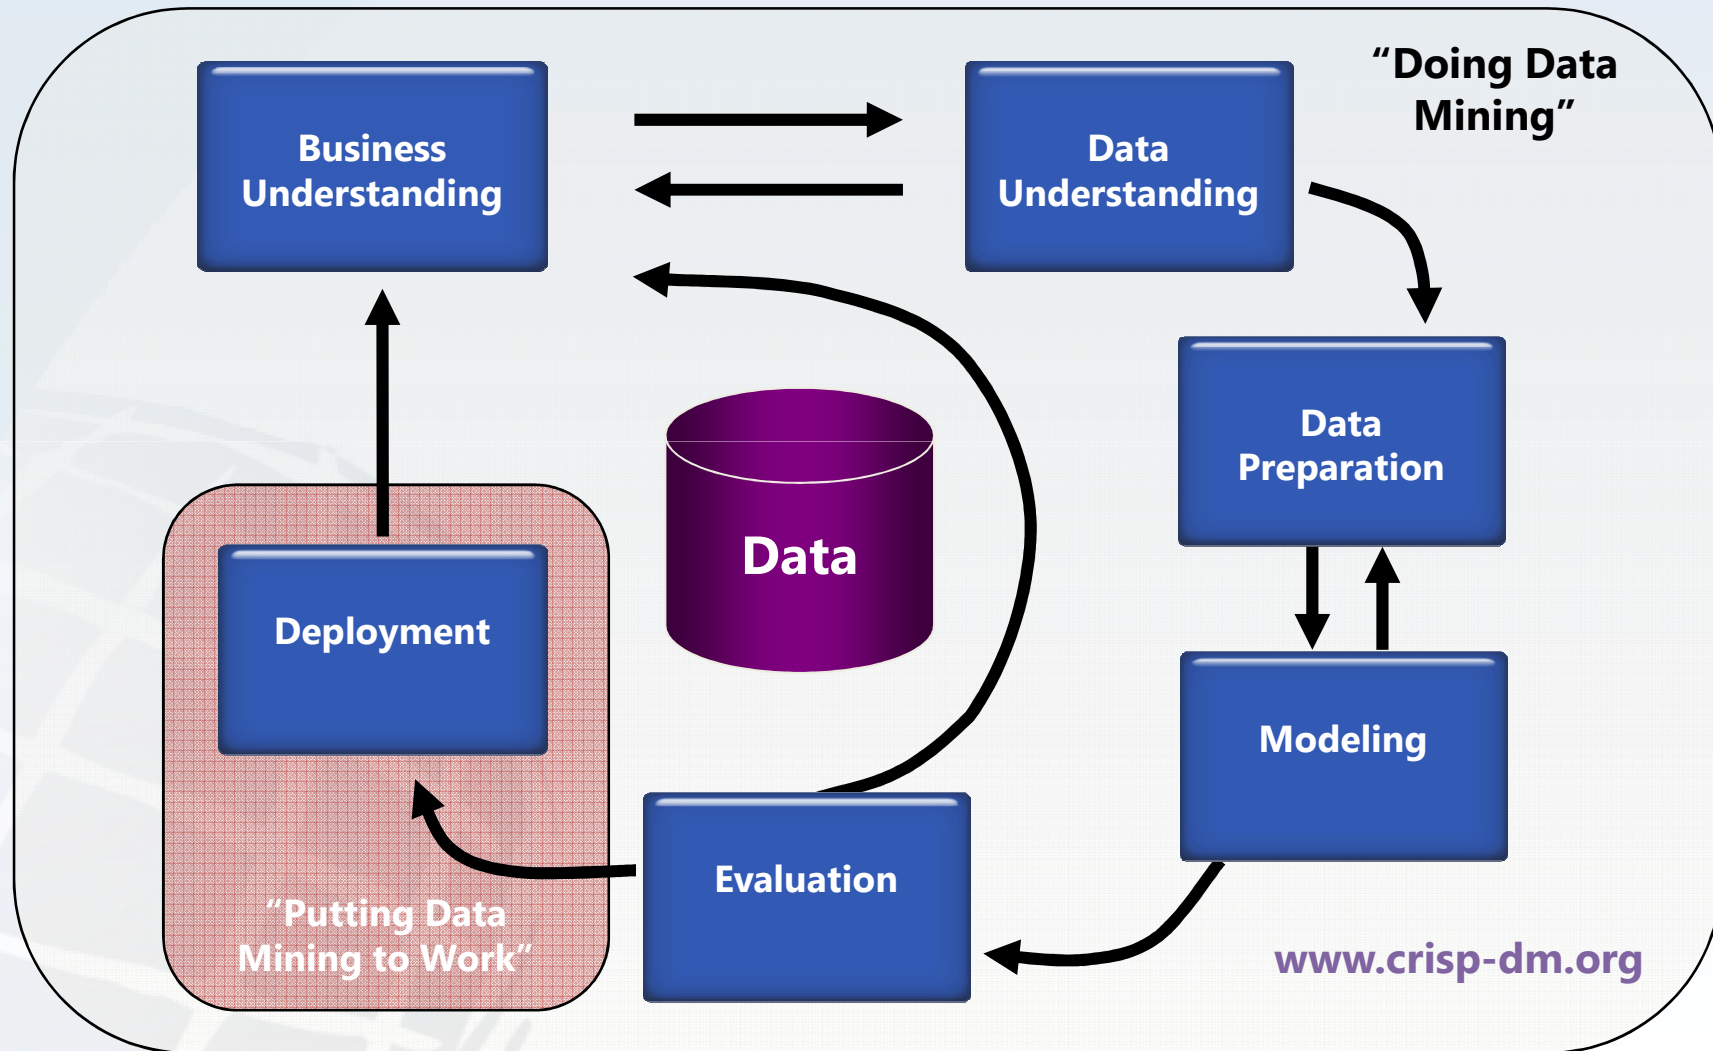 “Doing Data
Mining”
Business
Understanding
Data
Understanding
Data
Preparation
Data
Deployment
Modeling
Evaluation
“Putting Data
Mining to Work”
www.crisp-dm.org